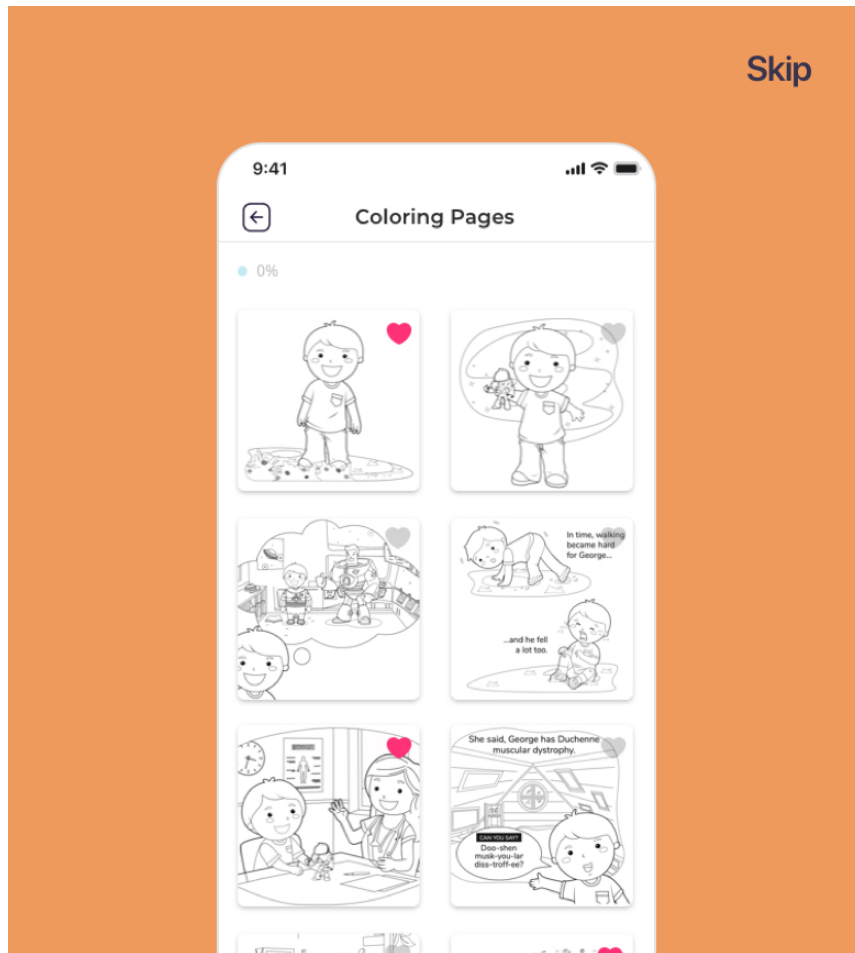 Skip
9:41
Coloring Pages
0%
In time, walking
became hard
for George...
...and he fell
a lot too.
She said, George has Duchenne
muscular dystrophy.
CAN YOU SAY?
Doo-shen
musk-you-lar
diss-troff-ee?